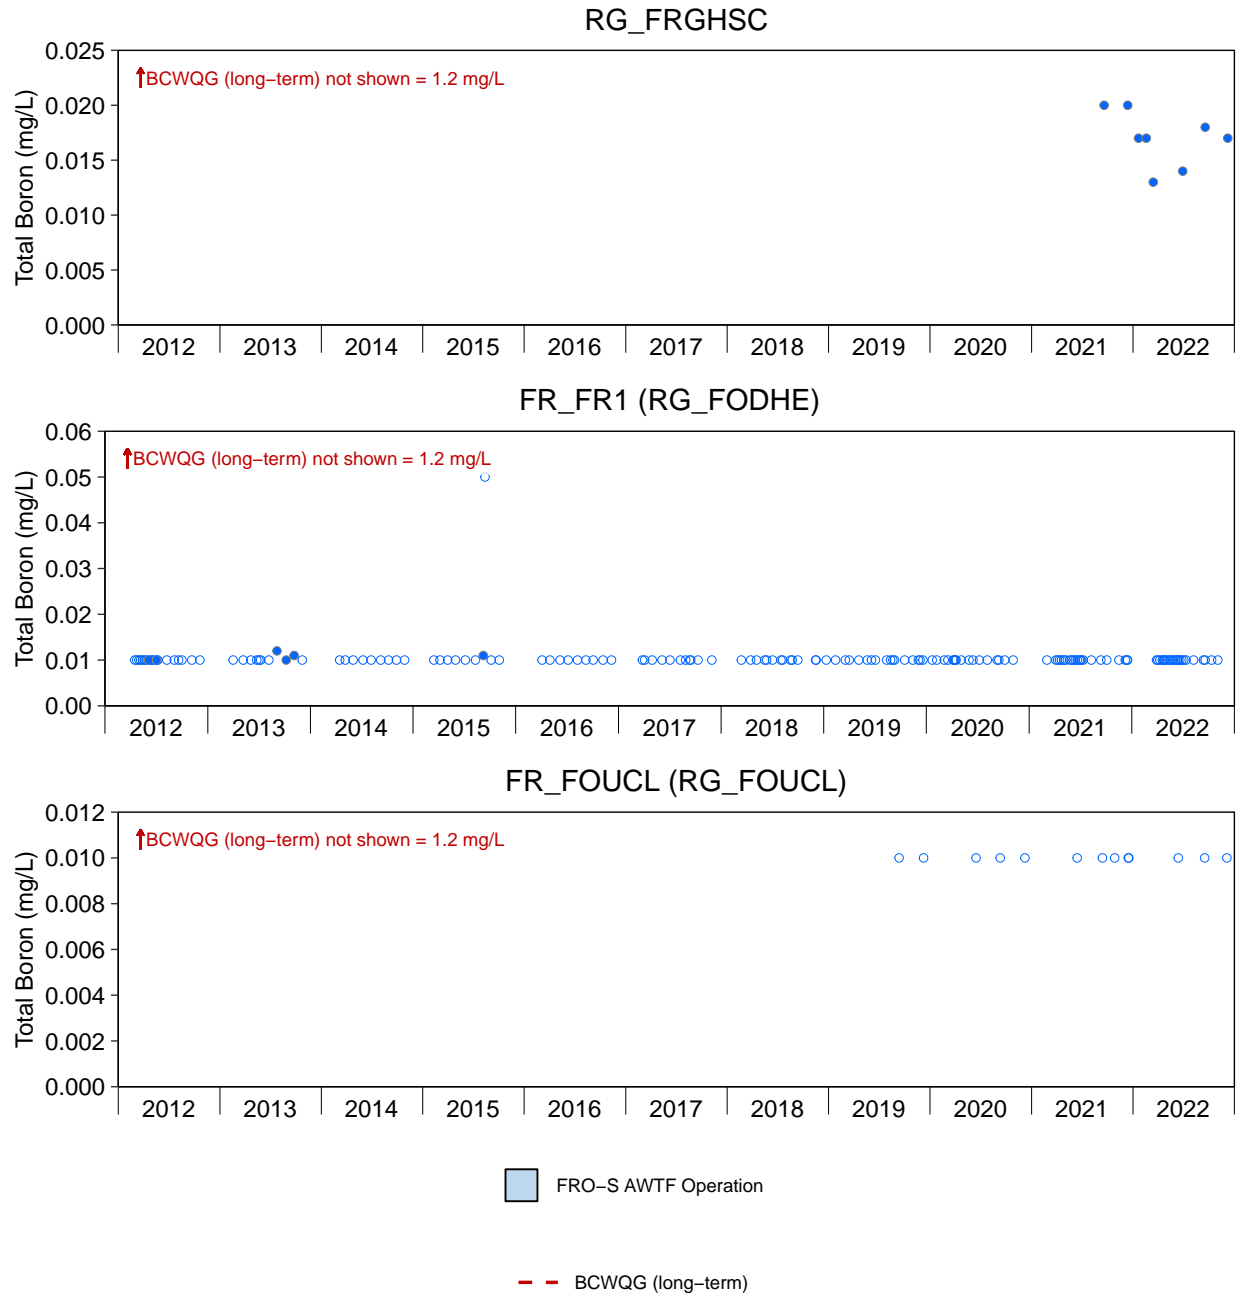 RG_FRGHSC
Total Boron (mg/L)
0.025
0.020
0.015
0.010
0.005
0.000
BCWQG (long−term) not shown = 1.2 mg/L
2012 2013 2014 2015 2016 2017 2018 2019 2020 2021 2022
FR_FR1 (RG_FODHE)
Total Boron (mg/L)
0.06
0.05
0.04
0.03
0.02
0.01
0.00
BCWQG (long−term) not shown = 1.2 mg/L
2012 2013 2014 2015 2016 2017 2018 2019 2020 2021 2022
FR_FOUCL (RG_FOUCL)
Total Boron (mg/L)
0.012
0.010
0.008
0.006
0.004
0.002
0.000
BCWQG (long−term) not shown = 1.2 mg/L
2012 2013 2014 2015 2016 2017 2018 2019 2020 2021 2022
FRO−S AWTF Operation
BCWQG (long−term)